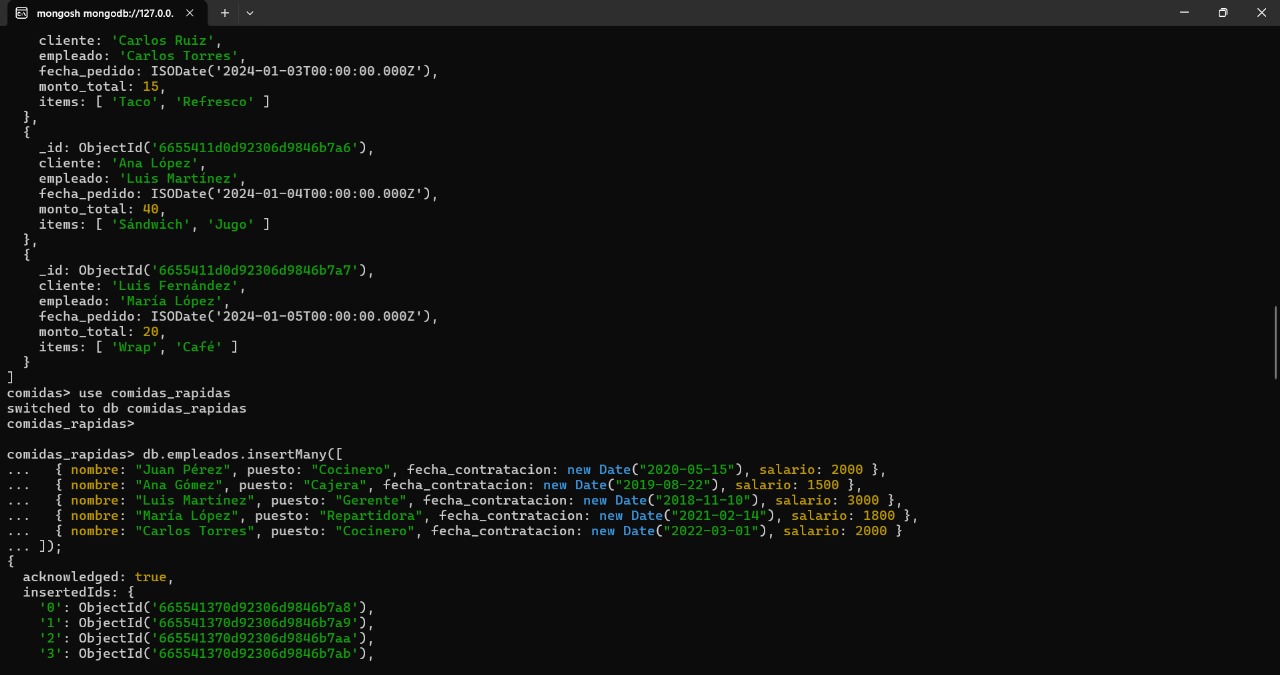 mongosh mongodb://127.0.0.
cliente: 'Carlos Ruiz',
empleado: 'Carlos Torres',
fecha_pedido: ISODate('2024-01-03T00:00:00.000Z'),
monto_total: 15,
items: [ 'Taco', 'Refresco' ]
},
{
_id: ObjectId('6655411d0d92306d9846b7a6'),
cliente: 'Ana López',
empleado: 'Luis Martínez',
fecha_pedido: ISODate('2024-01-04T00:00:00.000Z'),
monto_total: 40,
items: [ 'Sándwich', 'Jugo' ]
},
{
_id: ObjectId('6655411d0d92306d9846b7a7'),
cliente: 'Luis Fernández',
empleado: 'María López',
fecha_pedido: ISODate('2024-01-05T00:00:00.000Z'),
monto_total: 20,
items: [ 'Wrap', 'Café' ]
}
]
comidas> use comidas_rapidas
switched to db comidas_rapidas
comidas_rapidas>
comidas_rapidas> db.empleados.insertMany([
... { nombre: "Juan Pérez", puesto: "Cocinero", fecha_contratacion: new Date("2020-05-15"), salario: 2000 },
... { nombre: "Ana Gómez", puesto: "Cajera", fecha_contratacion: new Date("2019-08-22"), salario: 1500 },
... { nombre: "Luis Martínez", puesto: "Gerente", fecha_contratacion: new Date("2018-11-10"), salario: 3000 },
... { nombre: "María López", puesto: "Repartidora", fecha_contratacion: new Date("2021-02-14"), salario: 1800 },
... { nombre: "Carlos Torres", puesto: "Cocinero", fecha_contratacion: new Date("2022-03-01"), salario: 2000 }
... ]);
{
acknowledged: true,
insertedIds: {
'0': ObjectId('665541370d92306d9846b7a8'),
'1': ObjectId('665541370d92306d9846b7a9'),
'2': ObjectId('665541370d92306d9846b7aa'),
'3': ObjectId('665541370d92306d9846b7ab'),